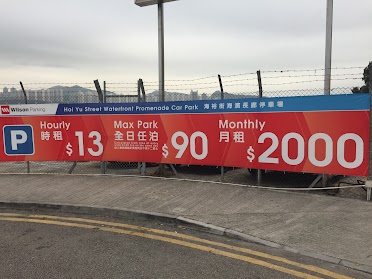 Wilson Parking
Hoi Yu Street Waterfront Promenade Car Park 海裕街海濱長廊停車場
P
Hourly
時租 $13
Max Park
全日任泊 $90
Monthly
月租 $2000